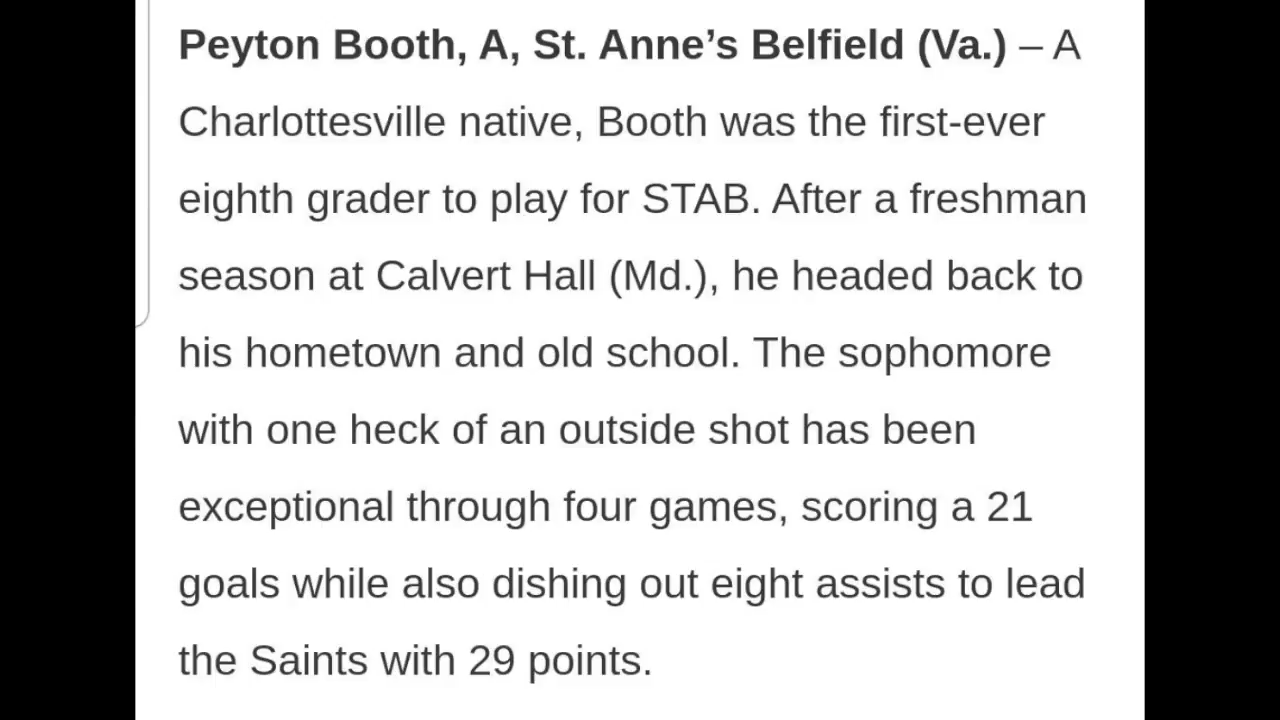 Peyton Booth, A, St. Anne’s Belfield (Va.) – A
Charlottesville native, Booth was the first-ever
eighth grader to play for STAB. After a freshman
season at Calvert Hall (Md.), he headed back to
his hometown and old school. The sophomore
with one heck of an outside shot has been
exceptional through four games, scoring a 21
goals while also dishing out eight assists to lead
the Saints with 29 points.